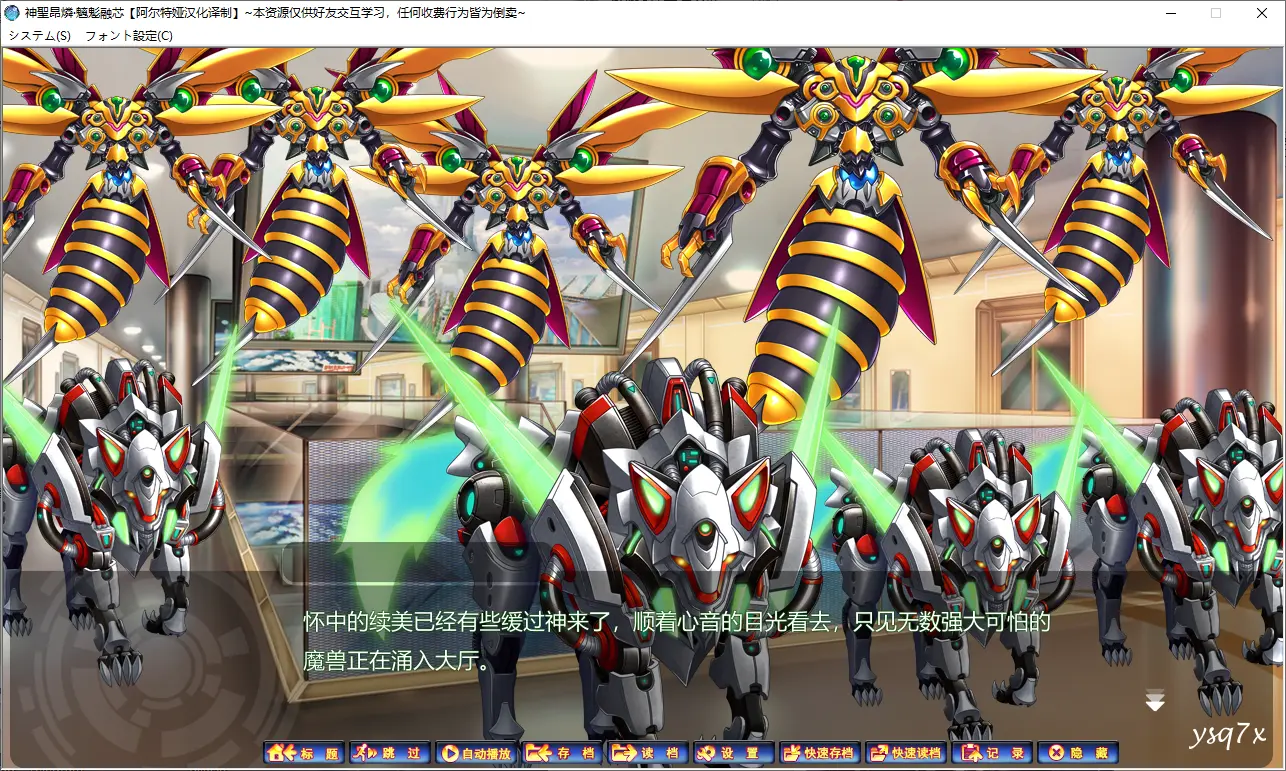 神聖昂燐·魑魁融芯【阿尔特娅汉化译制】~本资源仅供好友交互学习，任何收费行为皆为倒卖~
システム(S) フォント設定(C)
怀中的续美已经有些缓过神来了，顺着心音的目光看去，只见无数强大可怕的
魔兽正在涌入大厅。
标 题 跳 过 自动播放 存 档 读 档 设 置 快速存档 快速读档 记 录 隐 藏
ysq7x